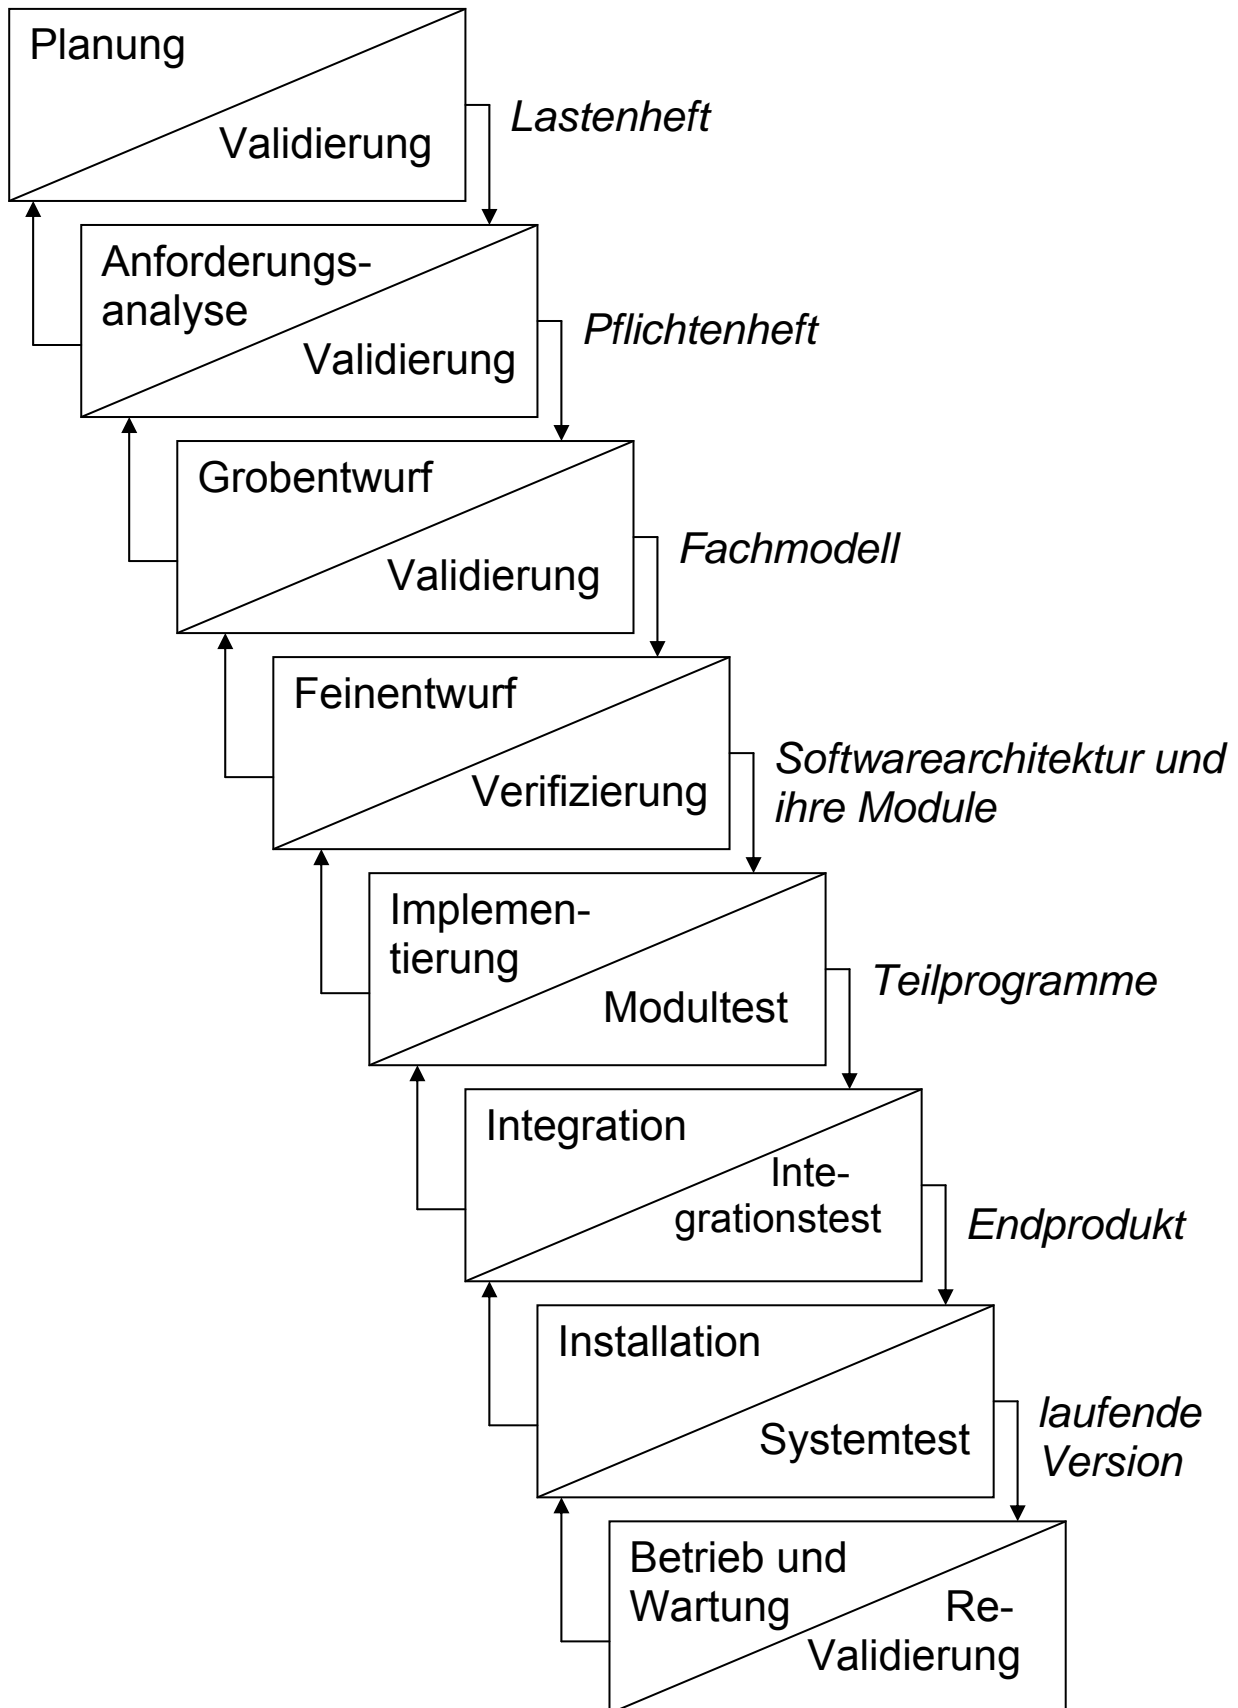 Planung
Validierung
Lastenheft
Anforderungs-
analyse
Validierung
Pflichtenheft
Grobentwurf
Validierung
Fachmodell
Feinentwurf
Verifizierung
Softwarearchitektur und
ihre Module
Implemen-
tierung
Modultest
Teilprogramme
Integration
Inte-
grationstest
Endprodukt
Installation
Systemtest
laufende
Version
Betrieb und
Wartung
Re-
Validierung